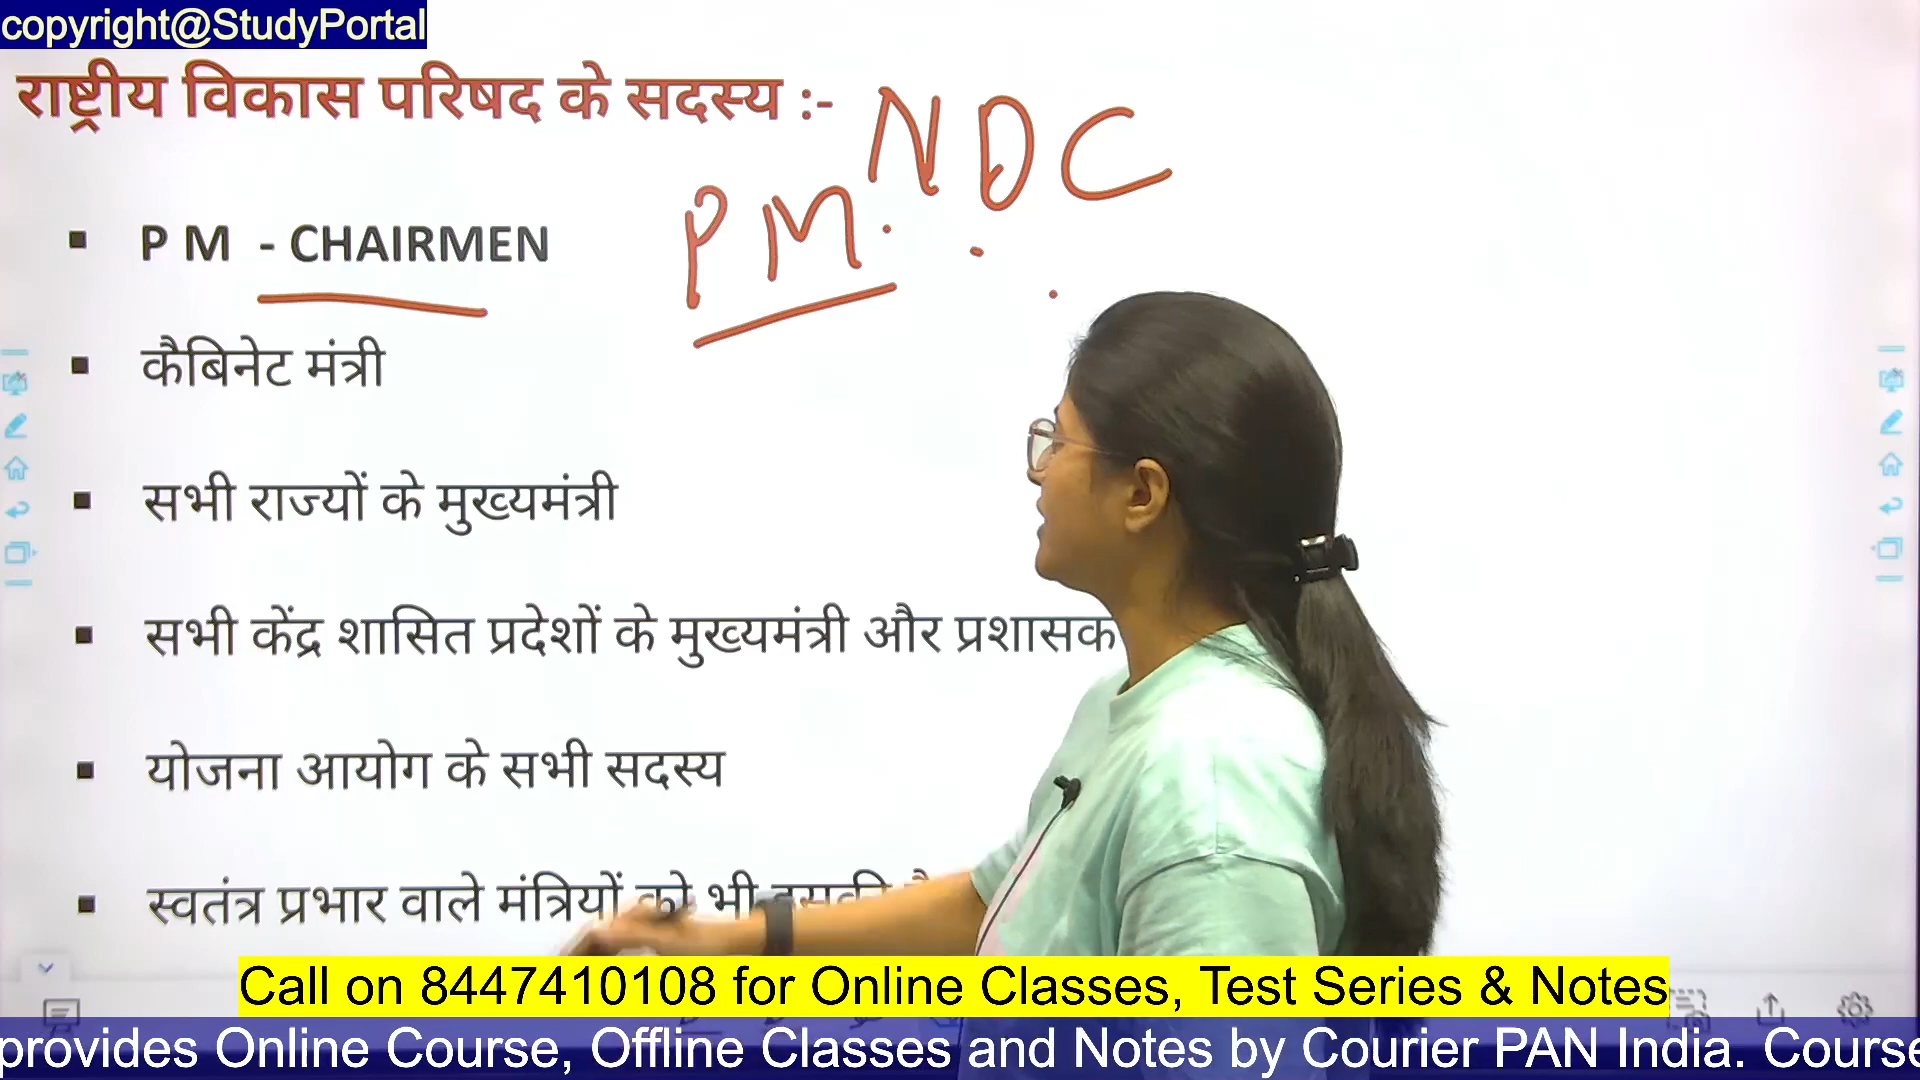 copyright@StudyPortal
राष्ट्रीय विकास परिषद के सदस्य :-
NDC
PM
▪ P M - CHAIRMEN
▪ कैबिनेट मंत्री
▪ सभी राज्यों के मुख्यमंत्री
▪ सभी केंद्र शासित प्रदेशों के मुख्यमंत्री और प्रशासक
▪ योजना आयोग के सभी सदस्य
▪ स्वतंत्र प्रभार वाले मंत्रियों को भी इसकी
Call on 8447410108 for Online Classes, Test Series & Notes
provides Online Course, Offline Classes and Notes by Courier PAN India. Course